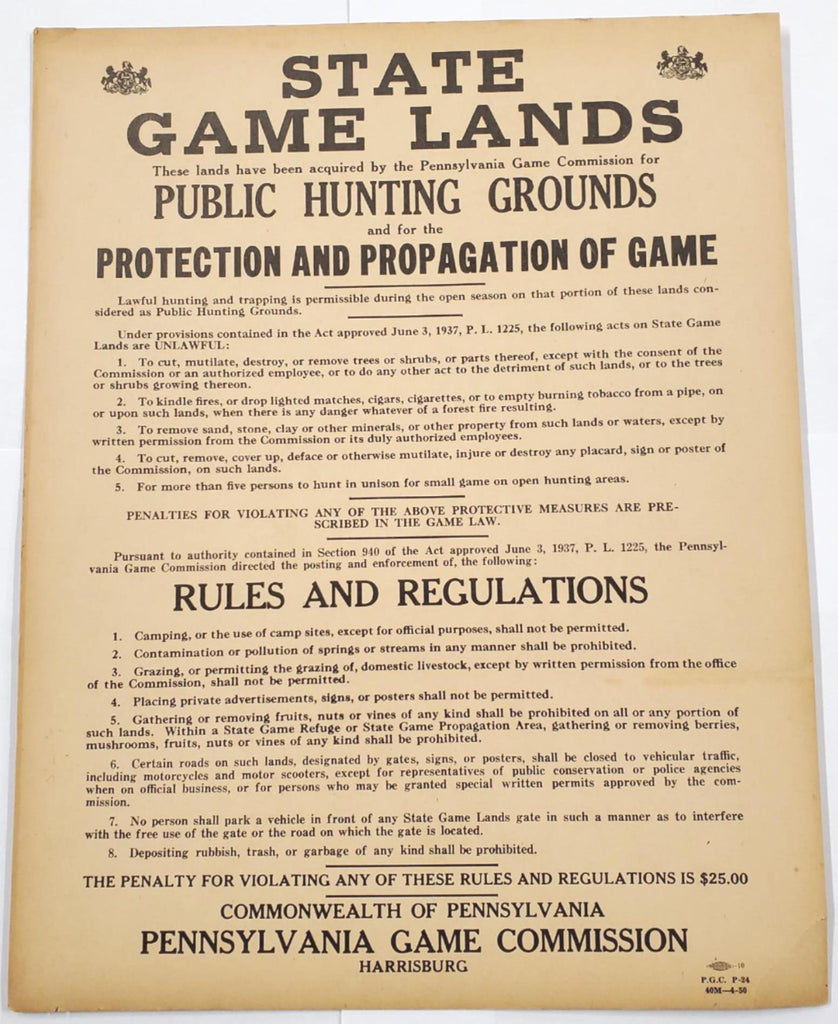 STATE
GAME LANDS
These lands have been acquired by the Pennsylvania Game Commission for
PUBLIC HUNTING GROUNDS
and for the
PROTECTION AND PROPAGATION OF GAME
Lawful hunting and trapping is permissible during the open season on that portion of these lands con-
sidered as Public Hunting Grounds.
Under provisions contained in the Act approved June 3, 1937, P. L. 1225, the following acts on State Game
Lands are UNLAWFUL:
1. To cut, mutilate, destroy, or remove trees or shrubs, or parts thereof, except with the consent of the
Commission or an authorized employee, or to do any other act to the detriment of such lands, or to the trees
or shrubs growing thereon.
2. To kindle fires, or drop lighted matches, cigars, cigarettes, or to empty burning tobacco from a pipe, on
or upon such lands, when there is any danger whatever of a forest fire resulting.
3. To remove sand, stone, clay or other minerals, or other property from such lands or waters, except by
written permission from the Commission or its duly authorized employees.
4. To cut, remove, cover up, deface or otherwise mutilate, injure or destroy any placard, sign or poster of
the Commission, on such lands.
5. For more than five persons to hunt in unison for small game on open hunting areas.
PENALTIES FOR VIOLATING ANY OF THE ABOVE PROTECTIVE MEASURES ARE PRE-
SCRIBED IN THE GAME LAW.
Pursuant to authority contained in Section 940 of the Act approved June 3, 1937, P. L. 1225, the Pennsyl-
vania Game Commission directed the posting and enforcement of, the following:
RULES AND REGULATIONS
1. Camping, or the use of camp sites, except for official purposes, shall not be permitted.
2. Contamination or pollution of springs or streams in any manner shall be prohibited.
3. Grazing, or permitting the grazing of, domestic livestock, except by written permission from the office
of the Commission, shall not be permitted.
4. Placing private advertisements, signs, or posters shall not be permitted.
5. Gathering or removing fruits, nuts or vines of any kind shall be prohibited on all or any portion of
such lands. Within a State Game Refuge or State Game Propagation Area, gathering or removing berries,
mushrooms, fruits, nuts or vines of any kind shall be prohibited.
6. Certain roads on such lands, designated by gates, signs, or posters, shall be closed to vehicular traffic,
including motorcycles and motor scooters, except for representatives of public conservation or police agencies
when on official business, or for persons who may be granted special written permits approved by the com-
mission.
7. No person shall park a vehicle in front of any State Game Lands gate in such a manner as to interfere
with the free use of the gate or the road on which the gate is located.
8. Depositing rubbish, trash, or garbage of any kind shall be prohibited.
THE PENALTY FOR VIOLATING ANY OF THESE RULES AND REGULATIONS IS $25.00
COMMONWEALTH OF PENNSYLVANIA
PENNSYLVANIA GAME COMMISSION
HARRISBURG
10
P.G.C. P-24
40M—4-50